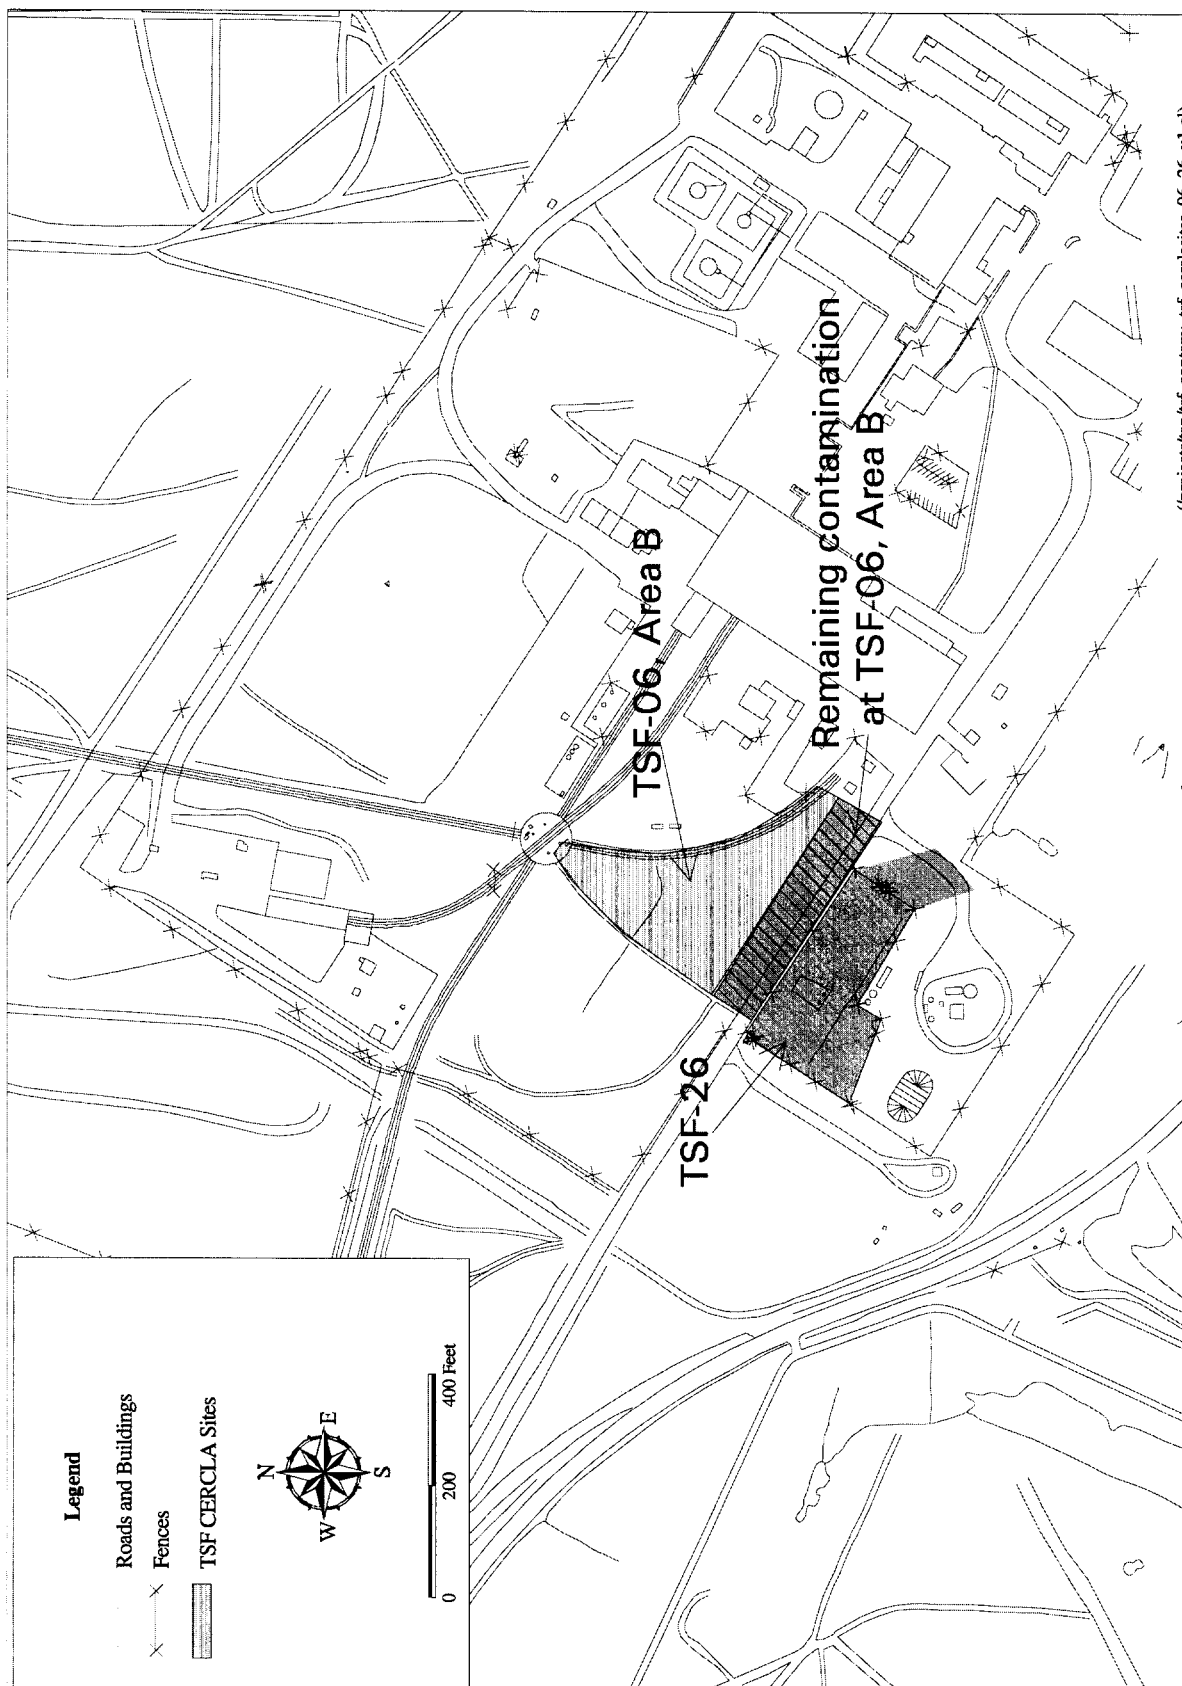 Legend
Roads and Buildings
Fences
TSF CERCLA Sites
N
W
E
S
0
200
400 Feet
TSF-26
TSF-06, Area B
Remaining contamination
at TSF-06, Area B